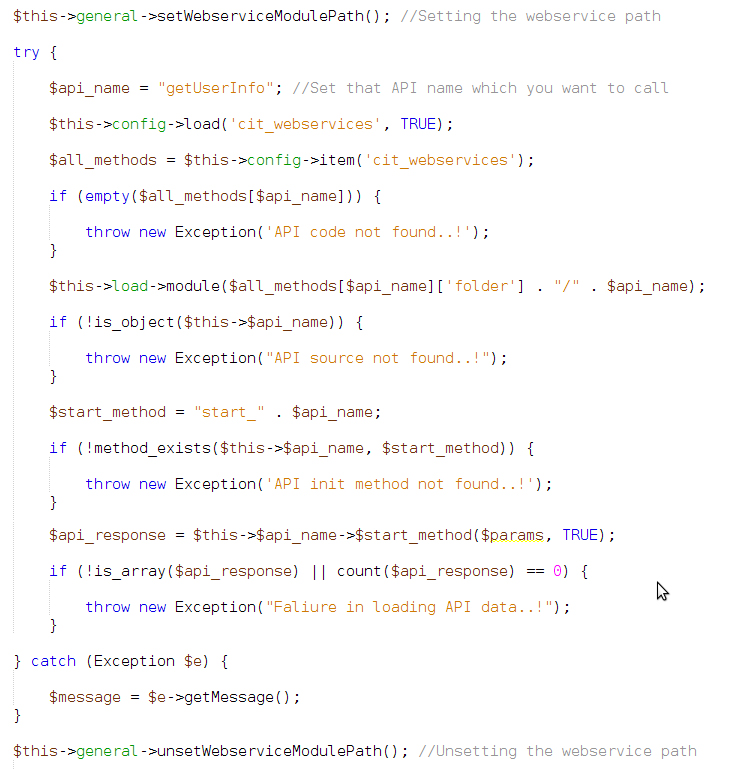 $this->general->setWebserviceModulePath(); //Setting the webservice path
try {
$api_name = "getUserInfo"; //Set that API name which you want to call
$this->config->load('cit_webservices', TRUE);
$all_methods = $this->config->item('cit_webservices');
if (empty($all_methods[$api_name])) {
throw new Exception('API code not found..!');
}
$this->load->module($all_methods[$api_name]['folder'] . "/" . $api_name);
if (!is_object($this->$api_name)) {
throw new Exception("API source not found..!");
}
$start_method = "start_" . $api_name;
if (!method_exists($this->$api_name, $start_method)) {
throw new Exception('API init method not found..!');
}
$api_response = $this->$api_name->$start_method($params, TRUE);
if (!is_array($api_response) || count($api_response) == 0) {
throw new Exception("Faliure in loading API data..!");
}
} catch (Exception $e) {
$message = $e->getMessage();
}
$this->general->unsetWebserviceModulePath(); //Unsetting the webservice path